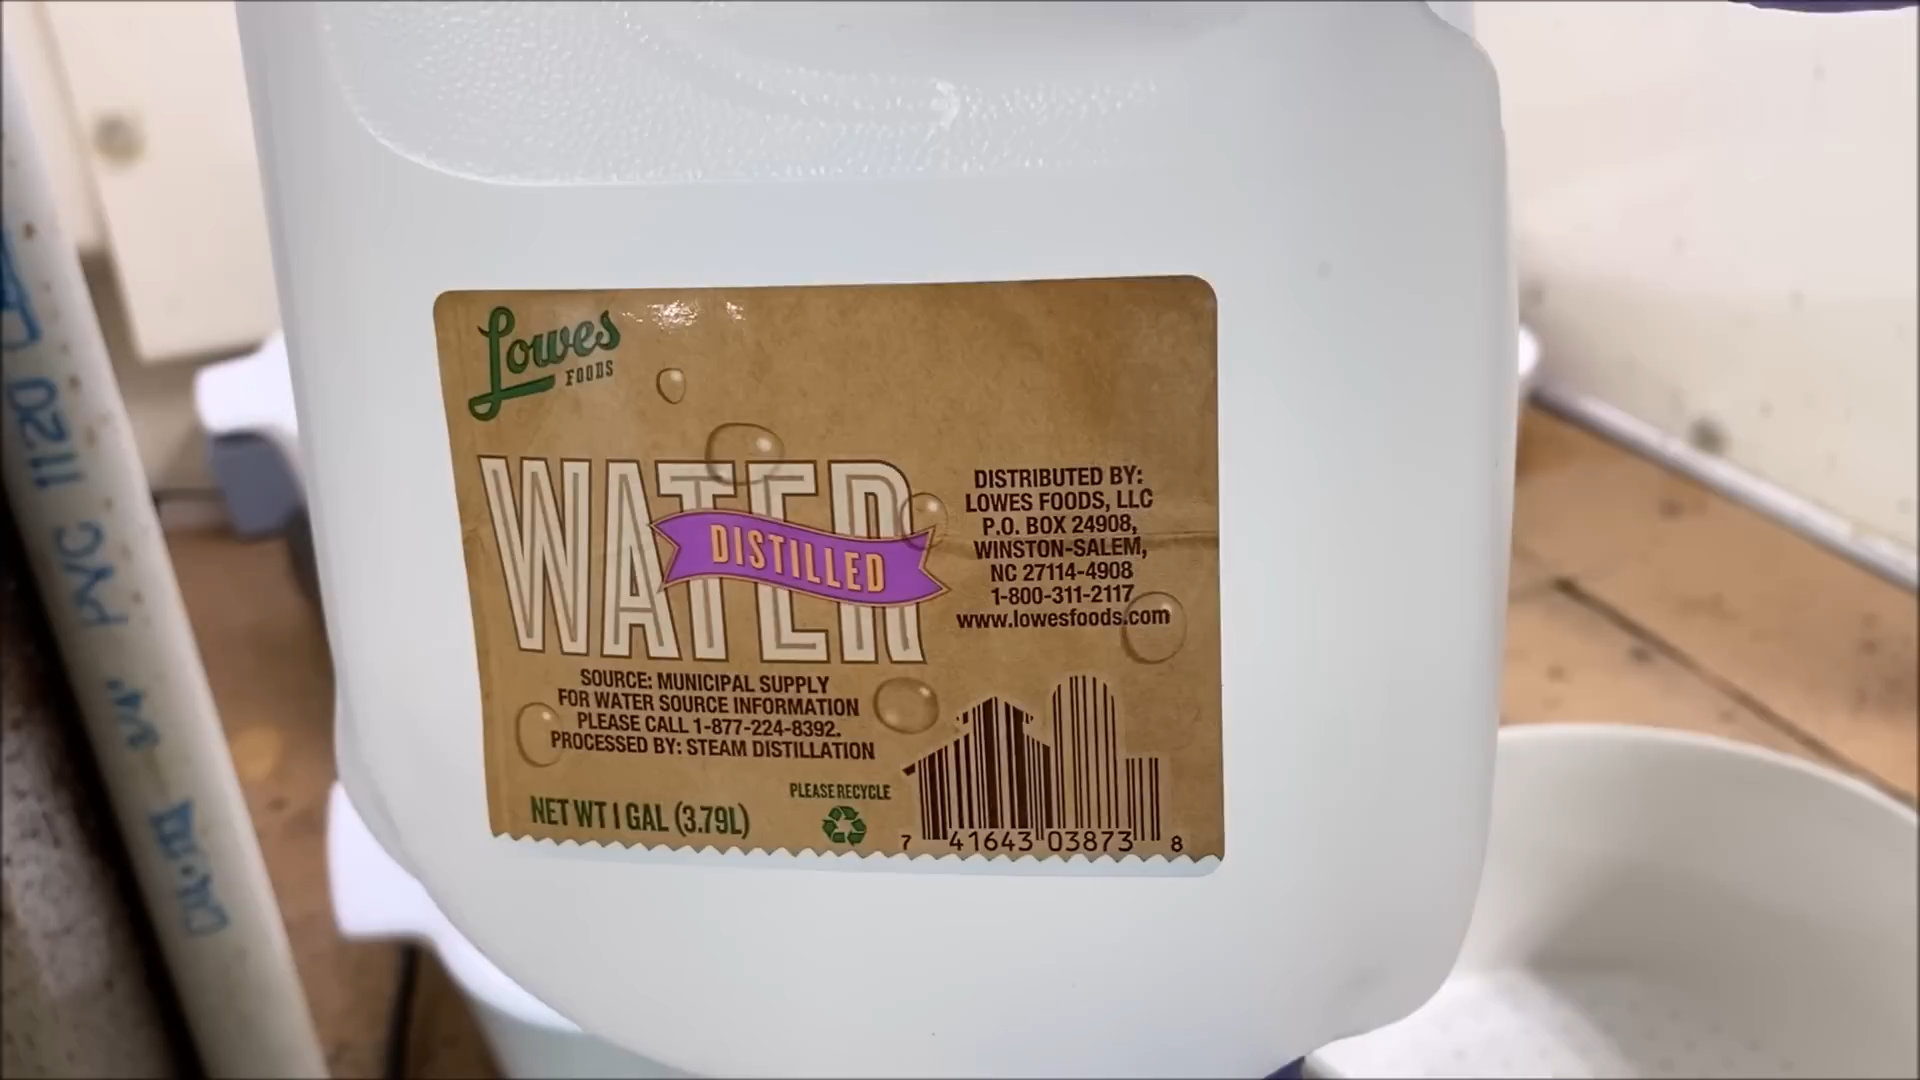 Lowes
FOODS
WATER
DISTILLED
DISTRIBUTED BY:
LOWES FOODS, LLC
P.O. BOX 24908,
WINSTON-SALEM,
NC 27114-4908
1-800-311-2117
www.lowesfoods.com
SOURCE: MUNICIPAL SUPPLY
FOR WATER SOURCE INFORMATION
PLEASE CALL 1-877-224-8392.
PROCESSED BY: STEAM DISTILLATION
NET WT 1 GAL (3.79L)
PLEASE RECYCLE
7 41643 03873 8
PVC 1120